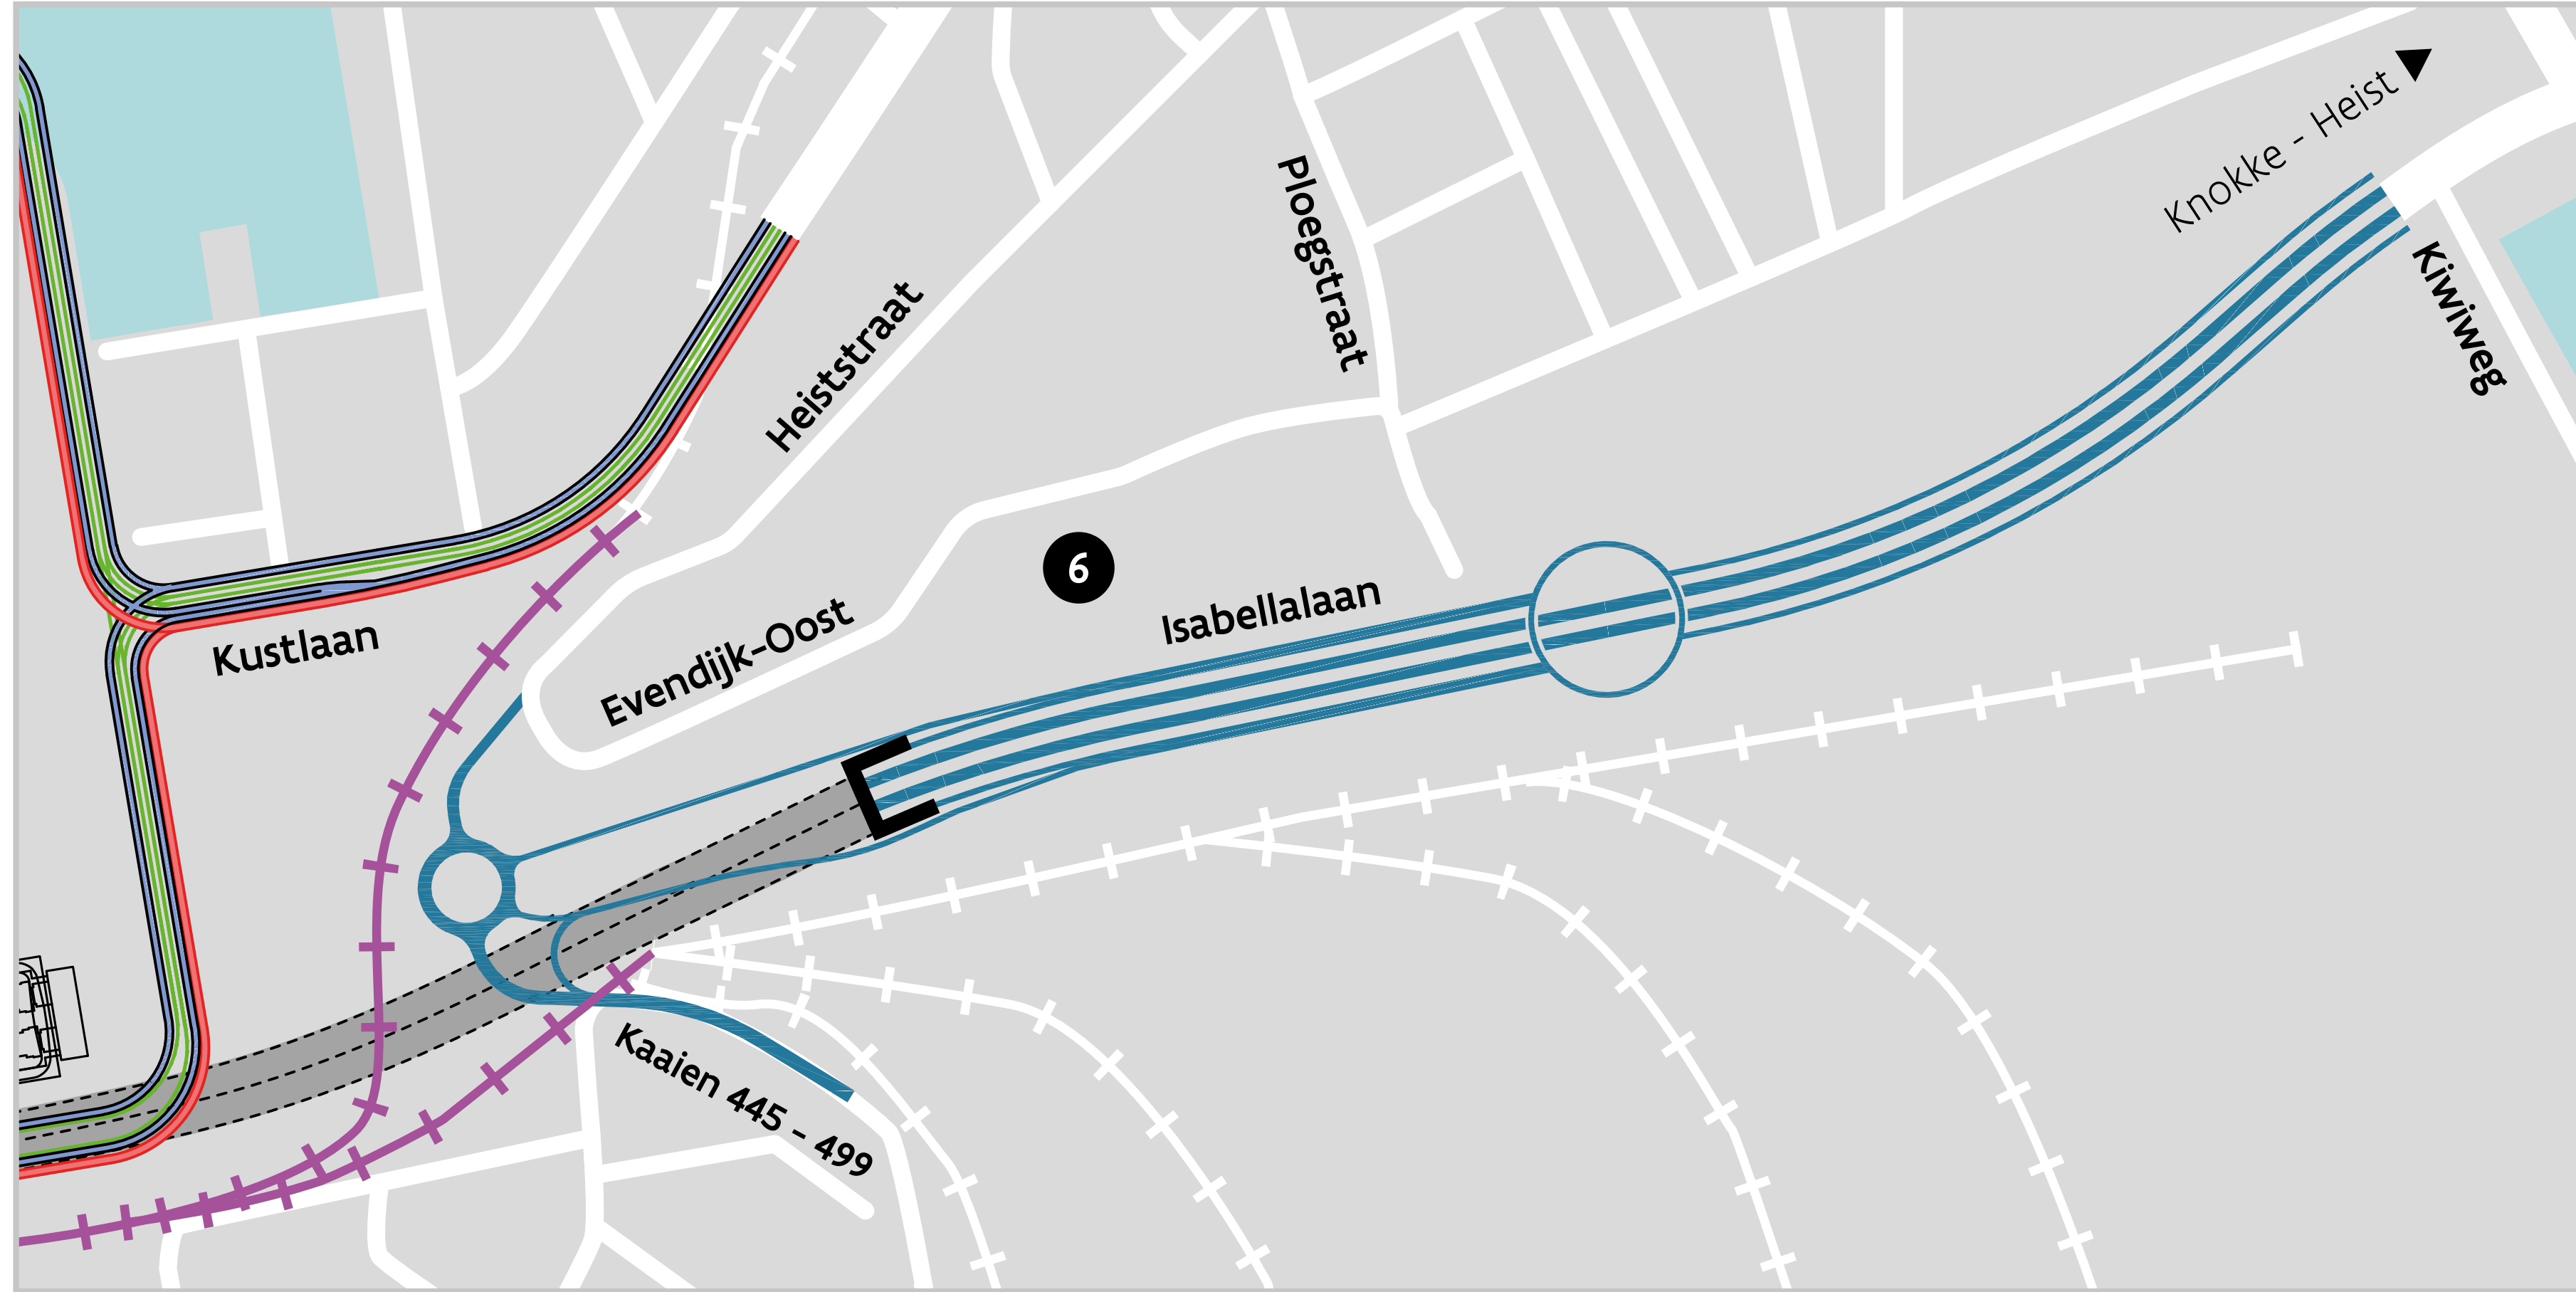 Knokke - Heist
Ploegstraat
Kiwiweg
Heiststraat
6
Isabellalaan
Kustlaan
Evendijk-Oost
Kaaien 445 - 499